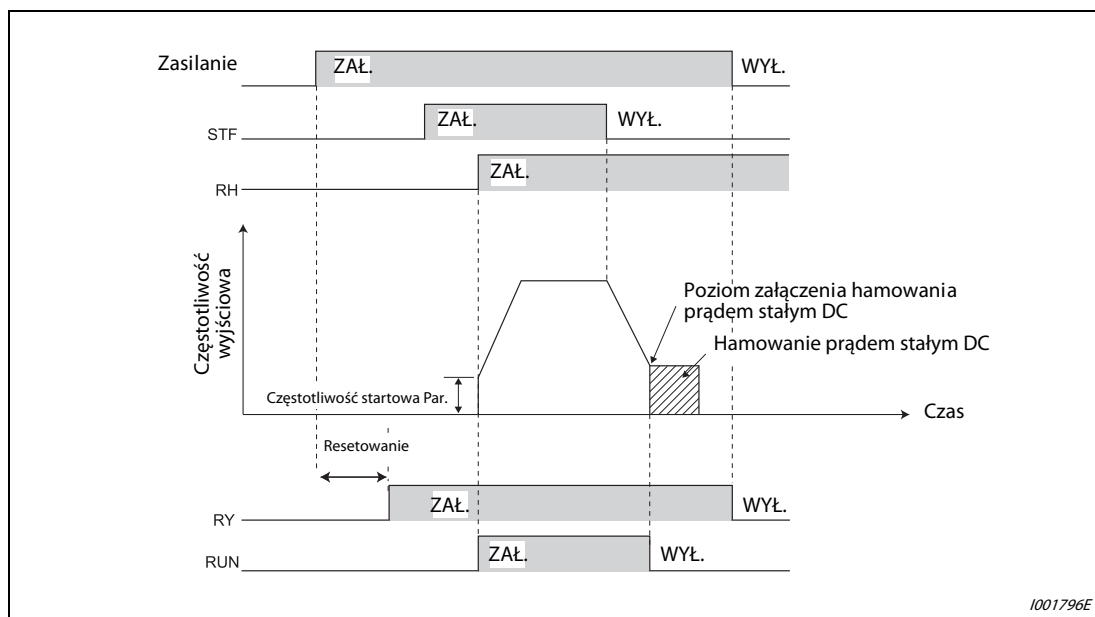 Zasilanie
ZAŁ.
WYŁ.
STF
ZAŁ.
WYŁ.
RH
ZAŁ.
Częstotliwość
wyjściowa
Poziom załączenia hamowania
prądem stałym DC
Hamowanie prądem stałym DC
Częstotliwość startowa Par.
Czas
Resetowanie
RY
ZAŁ.
WYŁ.
RUN
ZAŁ.
WYŁ.
I001796E